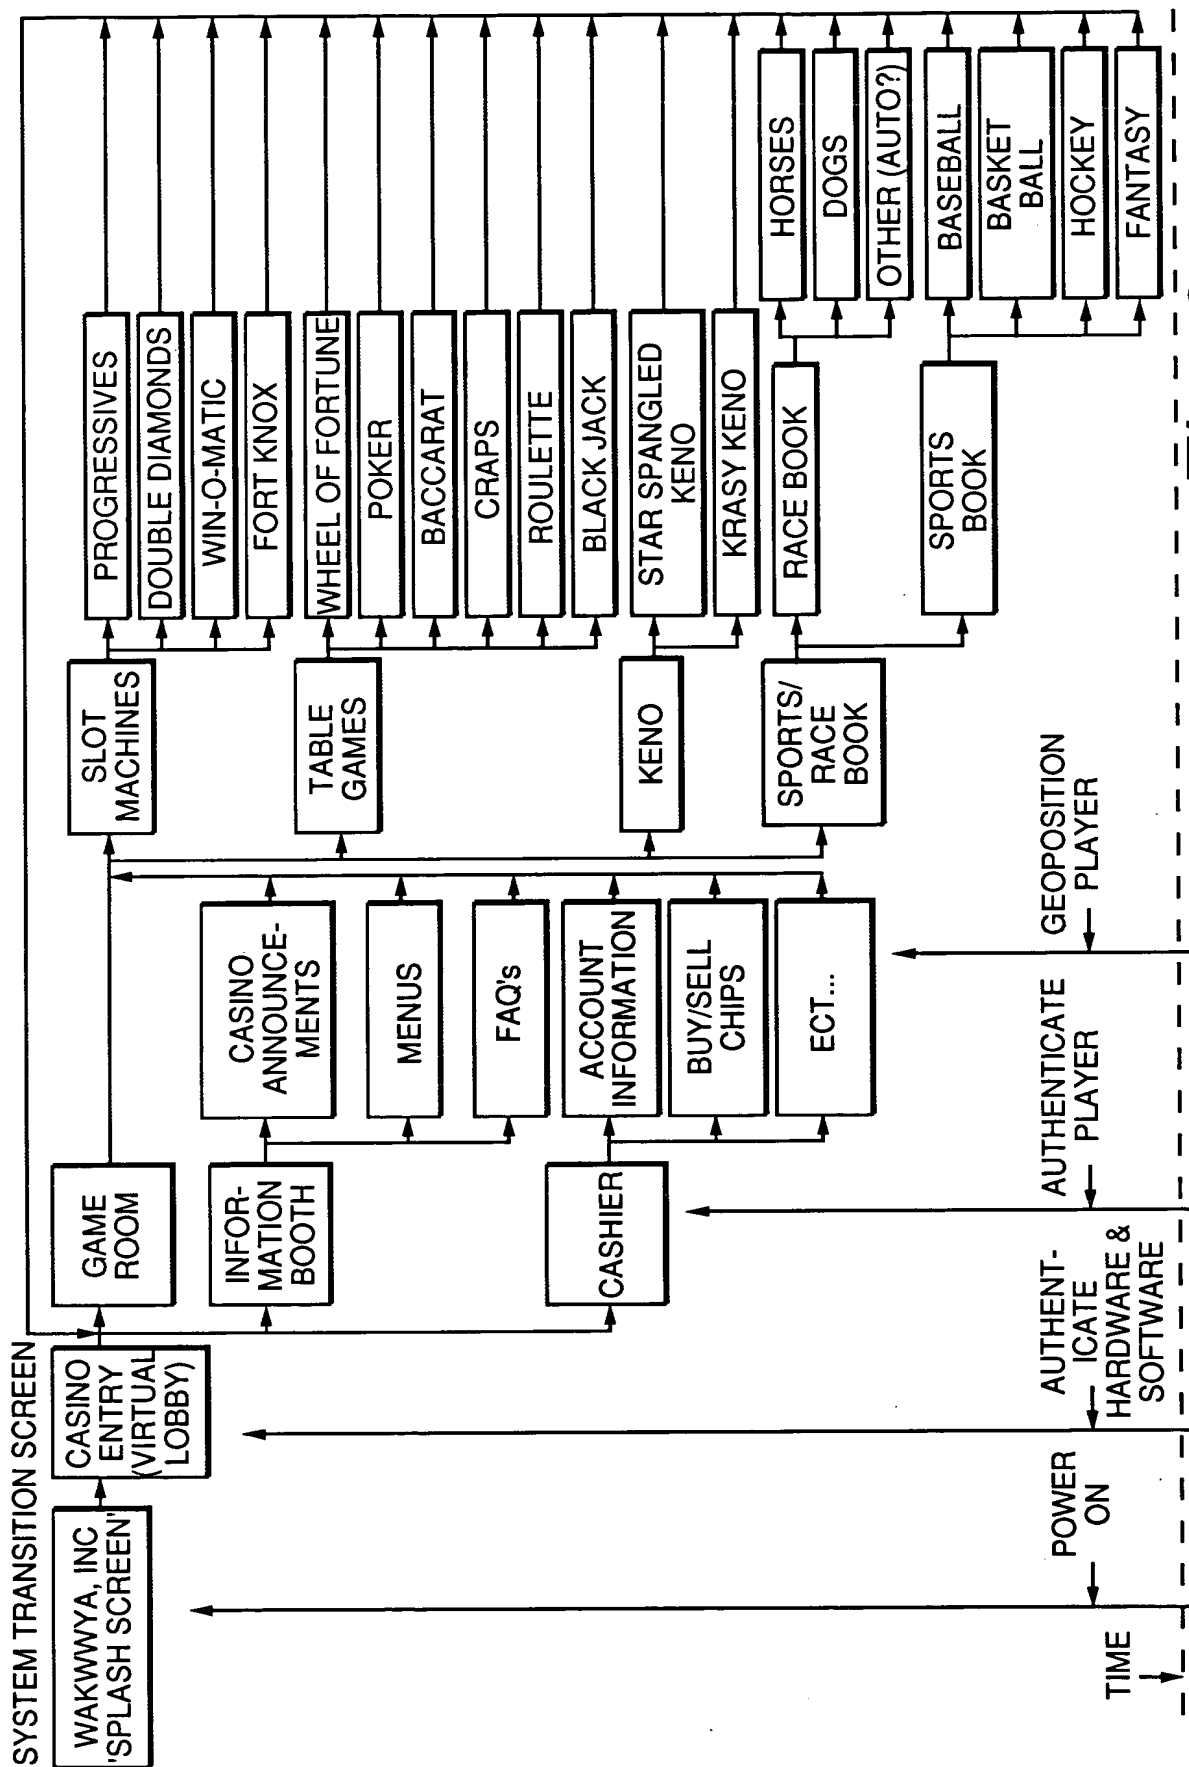 SYSTEM TRANSITION SCREEN
WAKWWYA, INC
'SPLASH SCREEN'
CASINO
ENTRY
(VIRTUAL
LOBBY)
GAME
ROOM
INFOR-
MATION
BOOTH
CASHIER
CASINO
ANNOUNCE-
MENTS
MENUS
FAQ's
ACCOUNT
INFORMATION
BUY/SELL
CHIPS
ECT...
SLOT
MACHINES
TABLE
GAMES
KENO
SPORTS/
RACE
BOOK
PROGRESSIVES
DOUBLE DIAMONDS
WIN-O-MATIC
FORT KNOX
WHEEL OF FORTUNE
POKER
BACCARAT
CRAPS
ROULETTE
BLACK JACK
STAR SPANGLED
KENO
KRASY KENO
RACE BOOK
SPORTS
BOOK
HORSES
DOGS
OTHER (AUTO?)
BASEBALL
BASKET
BALL
HOCKEY
FANTASY
TIME
POWER
ON
AUTHENT-
ICATE
HARDWARE &
SOFTWARE
AUTHENTICATE
PLAYER
GEOPOSITION
PLAYER